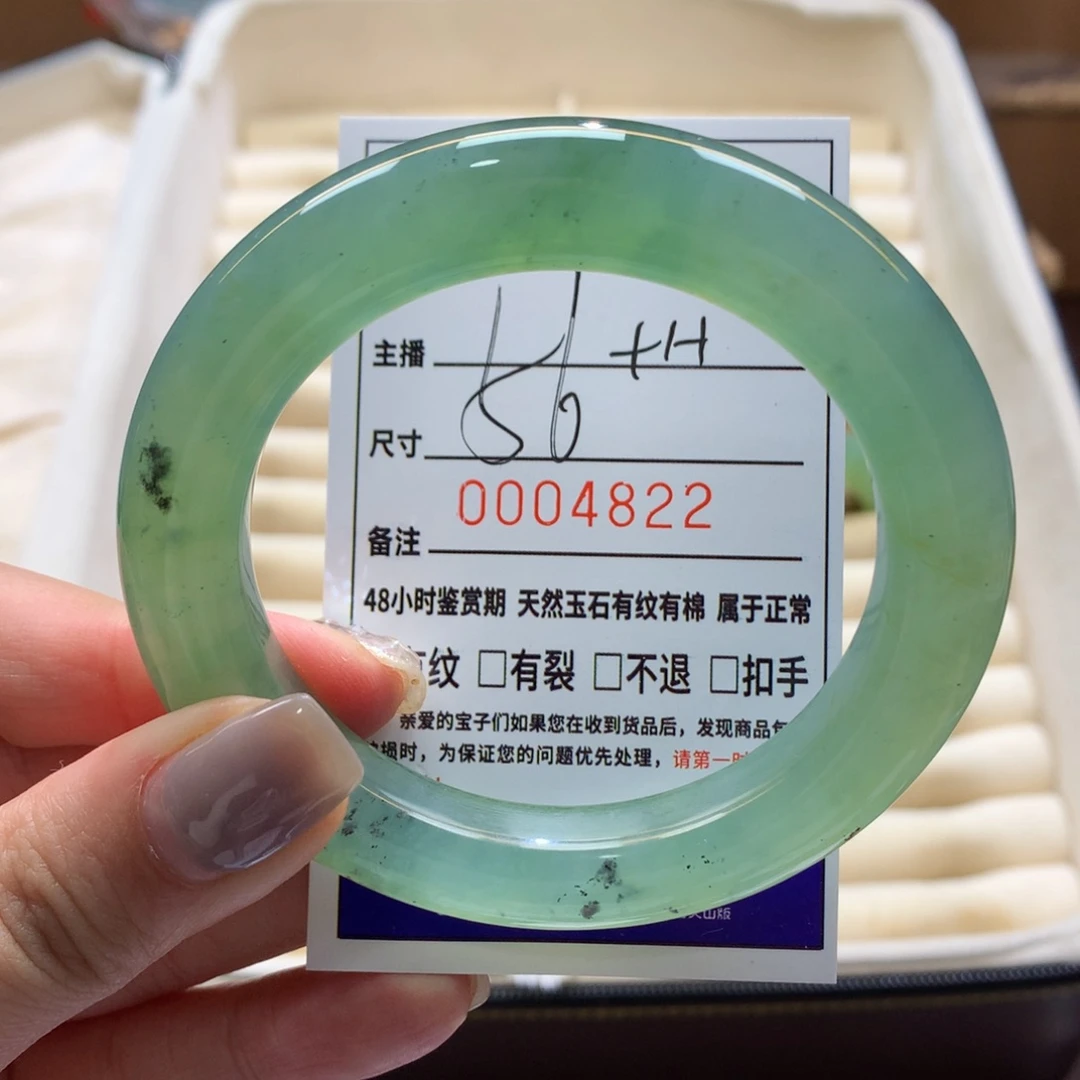 主播
尺寸 56 +H
0004822
备注
48小时鉴赏期 天然玉石有纹有棉 属于正常
纹 □有裂 □不退 □扣手
亲爱的宝子们如果您在收到货品后，发现商品
损时，为保证您的问题优先处理，请第一时